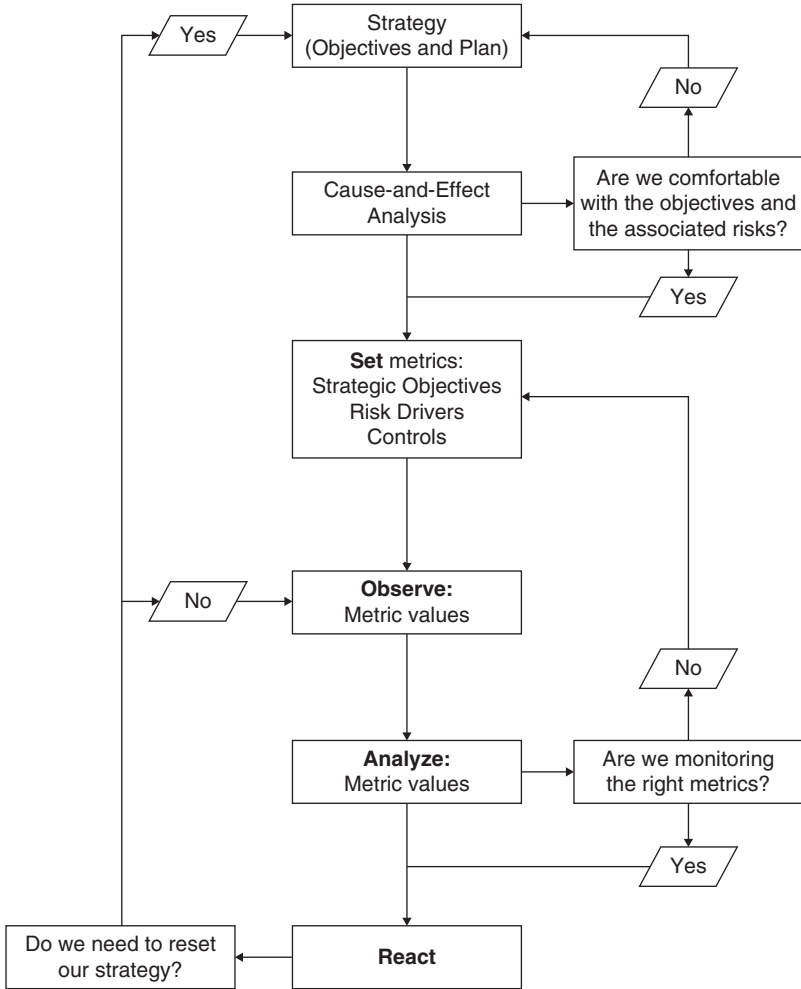 Yes
Strategy
(Objectives and Plan)
No
Cause-and-Effect
Analysis
Are we comfortable
with the objectives and
the associated risks?
Yes
Set metrics:
Strategic Objectives
Risk Drivers
Controls
No
Observe:
Metric values
No
Analyze:
Metric values
Are we monitoring
the right metrics?
Yes
Do we need to reset
our strategy?
React